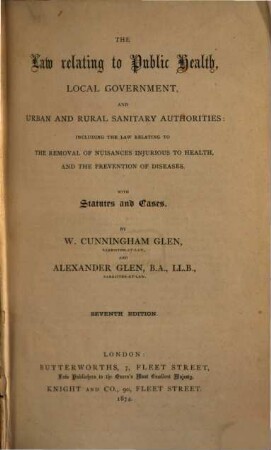 THE
Law relating to Public Health,
LOCAL GOVERNMENT,
AND
URBAN AND RURAL SANITARY AUTHORITIES:
INCLUDING THE LAW RELATING TO
THE REMOVAL OF NUISANCES INJURIOUS TO HEALTH,
AND THE PREVENTION OF DISEASES.
WITH
Statutes and Cases.
BY
W. CUNNINGHAM GLEN,
BARRISTER-AT-LAW,
AND
ALEXANDER GLEN, B.A., LL.B.,
BARRISTER-AT-LAW.
SEVENTH EDITION.
LONDON:
BUTTERWORTHS, 7, FLEET STREET,
Law Publishers to the Queen's Most Excellent Majesty.
KNIGHT AND CO., 90, FLEET STREET.